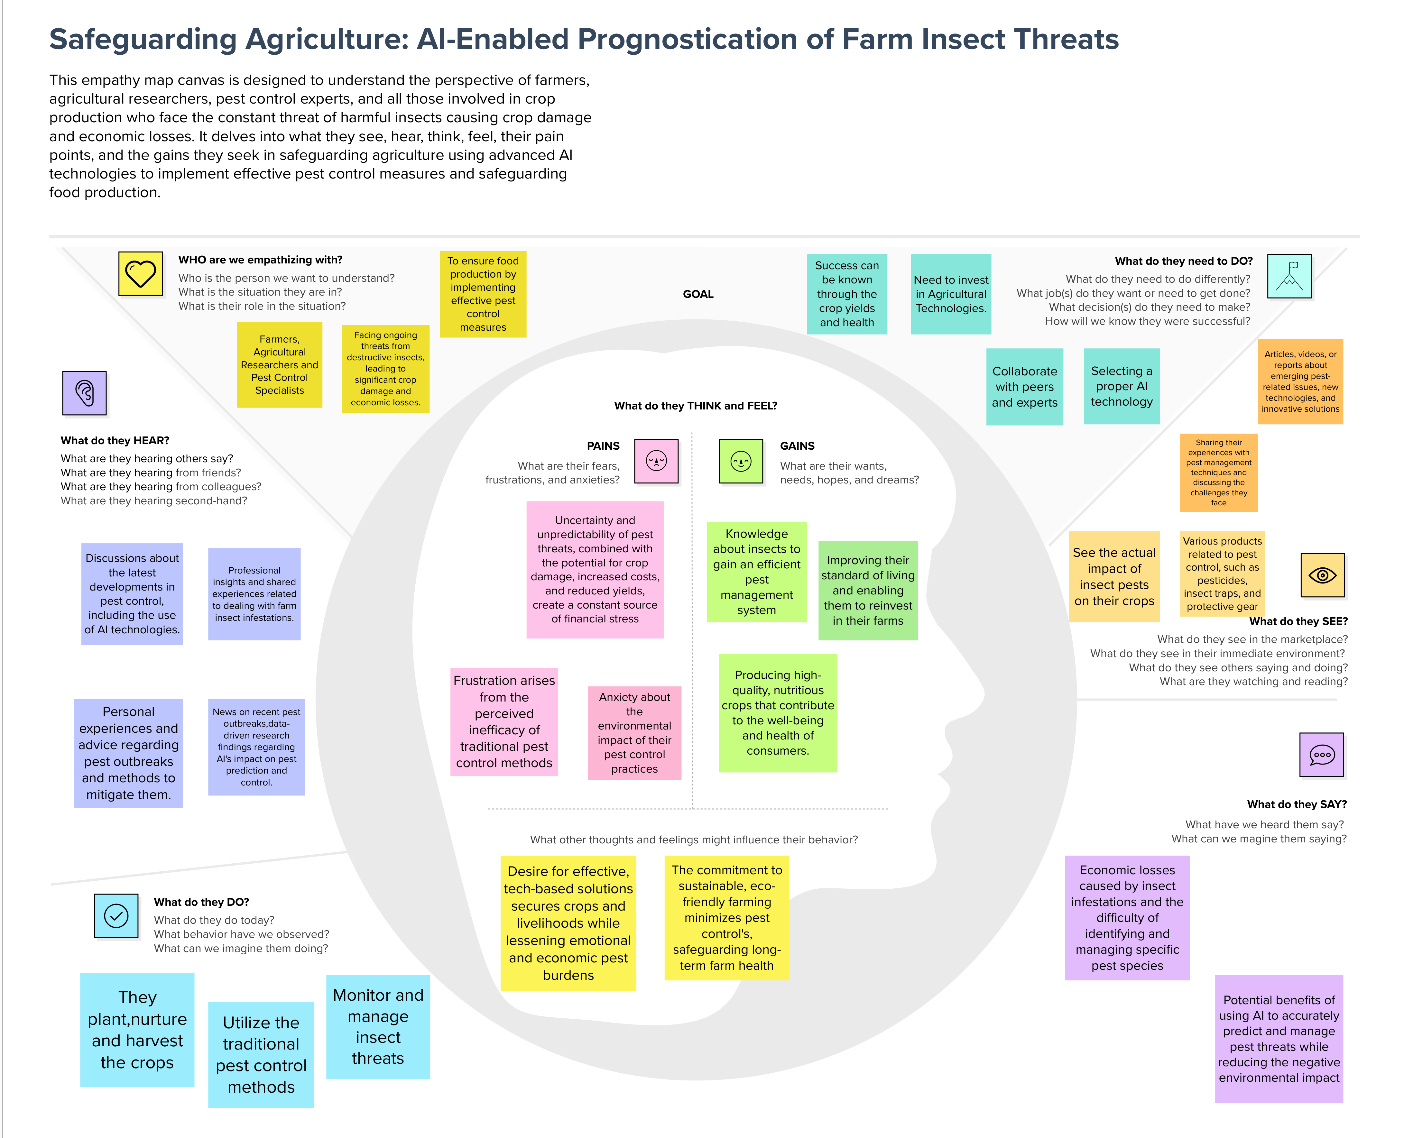 Safeguarding Agriculture: AI-Enabled Prognostication of Farm Insect Threats
This empathy map canvas is designed to understand the perspective of farmers,
agricultural researchers, pest control experts, and all those involved in crop
production who face the constant threat of harmful insects causing crop damage
and economic losses. It delves into what they see, hear, think, feel, their pain
points, and the gains they seek in safeguarding agriculture using advanced AI
technologies to implement effective pest control measures and safeguarding
food production.
WHO are we empathizing with?
Who is the person we want to understand?
What is the situation they are in?
What is their role in the situation?
Farmers,
Agricultural
Researchers and
Pest Control
Specialists
Facing ongoing
threats from
destructive insects,
leading to
significant crop
damage and
economic losses.
To ensure food
production by
implementing
effective pest
control
measures
GOAL
Success can
be known
through the
crop yields
and health
Need to invest
in Agricultural
Technologies.
What do they need to DO?
What do they need to do differently?
What job(s) do they want or need to get done?
What decision(s) do they need to make?
How will we know they were successful?
Collaborate
with peers
and experts
Selecting a
proper AI
technology
What do they HEAR?
What are they hearing others say?
What are they hearing from friends?
What are they hearing from colleagues?
What are they hearing second-hand?
Discussions about
the latest
developments in
pest control,
including the use
of AI technologies.
Professional
insights and shared
experiences related
to dealing with farm
insect infestations.
Personal
experiences and
advice regarding
pest outbreaks
and methods to
mitigate them.
News on recent pest
outbreaks,data-
driven research
findings regarding
AI's impact on pest
prediction and
control.
What do they THINK and FEEL?
PAINS
What are their fears,
frustrations, and anxieties?
Uncertainty and
unpredictability of pest
threats, combined with
the potential for crop
damage, increased costs,
and reduced yields,
create a constant source
of financial stress
Frustration arises
from the
perceived
inefficacy of
traditional pest
control methods
Anxiety about
the
environmental
impact of their
pest control
practices
GAINS
What are their wants,
needs, hopes, and dreams?
Knowledge
about insects to
gain an efficient
pest
management
system
Improving their
standard of living
and enabling
them to reinvest
in their farms
Producing high-
quality, nutritious
crops that contribute
to the well-being
and health of
consumers.
What other thoughts and feelings might influence their behavior?
Desire for effective,
tech-based solutions
secures crops and
livelihoods while
lessening emotional
and economic pest
burdens
The commitment to
sustainable, eco-
friendly farming
minimizes pest
control's,
safeguarding long-
term farm health
Articles, videos, or
reports about
emerging pest-
related issues, new
technologies, and
innovative solutions
Sharing their
experiences with
pest management
techniques and
discussing the
challenges they
face
See the actual
impact of
insect pests
on their crops
Various products
related to pest
control, such as
pesticides,
insect traps, and
protective gear
What do they SEE?
What do they see in the marketplace?
What do they see in their immediate environment?
What do they see others saying and doing?
What are they watching and reading?
What do they SAY?
What have we heard them say?
What can we magine them saying?
Economic losses
caused by insect
infestations and the
difficulty of
identifying and
managing specific
pest species
Potential benefits of
using AI to accurately
predict and manage
pest threats while
reducing the negative
environmental impact
What do they DO?
What do they do today?
What behavior have we observed?
What can we imagine them doing?
They
plant,nurture
and harvest
the crops
Utilize the
traditional
pest control
methods
Monitor and
manage
insect
threats